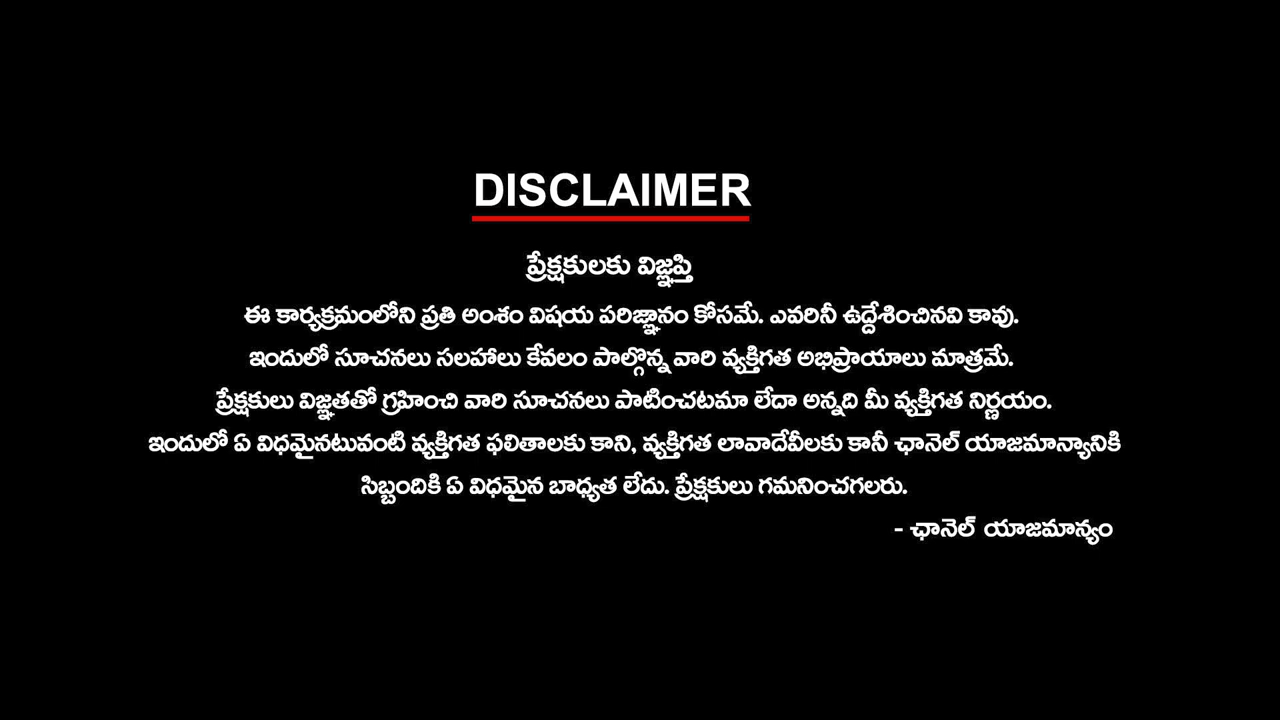 DISCLAIMER
ప్రేక్షకులకు విజ్ఞప్తి
ఈ కార్యక్రమంలోని ప్రతి అంశం విషయ పరిజ్ఞానం కోసమే. ఎవరినీ ఉద్దేశించినవి కావు.
ఇందులో సూచనలు సలహాలు కేవలం పాల్గొన్న వారి వ్యక్తిగత అభిప్రాయాలు మాత్రమే.
ప్రేక్షకులు విజ్ఞతతో గ్రహించి వారి సూచనలు పాటించటమా లేదా అన్నది మీ వ్యక్తిగత నిర్ణయం.
ఇందులో ఏ విధమైనటువంటి వ్యక్తిగత ఫలితాలకు కాని, వ్యక్తిగత లావాదేవీలకు కానీ ఛానెల్ యాజమాన్యానికి
సిబ్బందికి ఏ విధమైన బాధ్యత లేదు. ప్రేక్షకులు గమనించగలరు.
- ఛానెల్ యాజమాన్యం